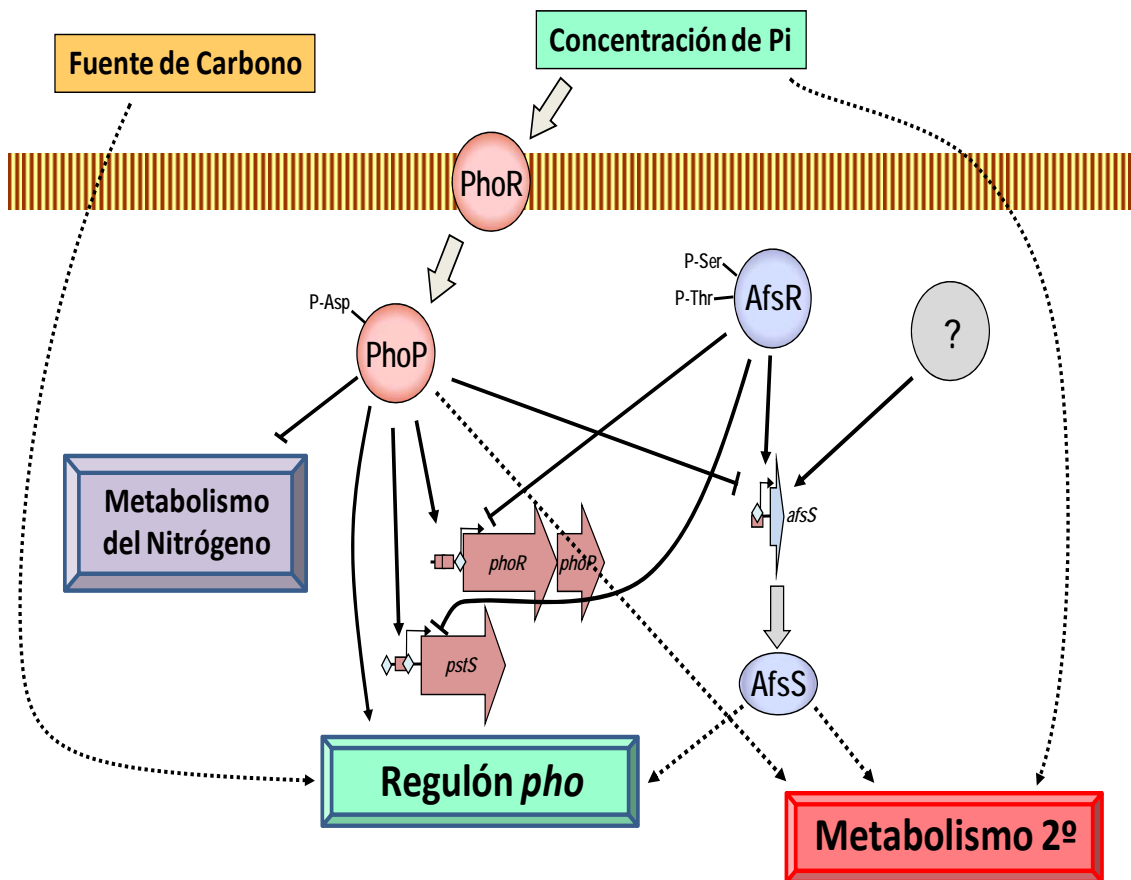 Concentración de Pi
Fuente de Carbono
PhoR
P-Ser
P-Thr
AfsR
P-Asp
PhoP
?
Metabolismo
del Nitrógeno
afsS
phoR
phoP
pstS
AfsS
Regulón pho
Metabolismo 2º